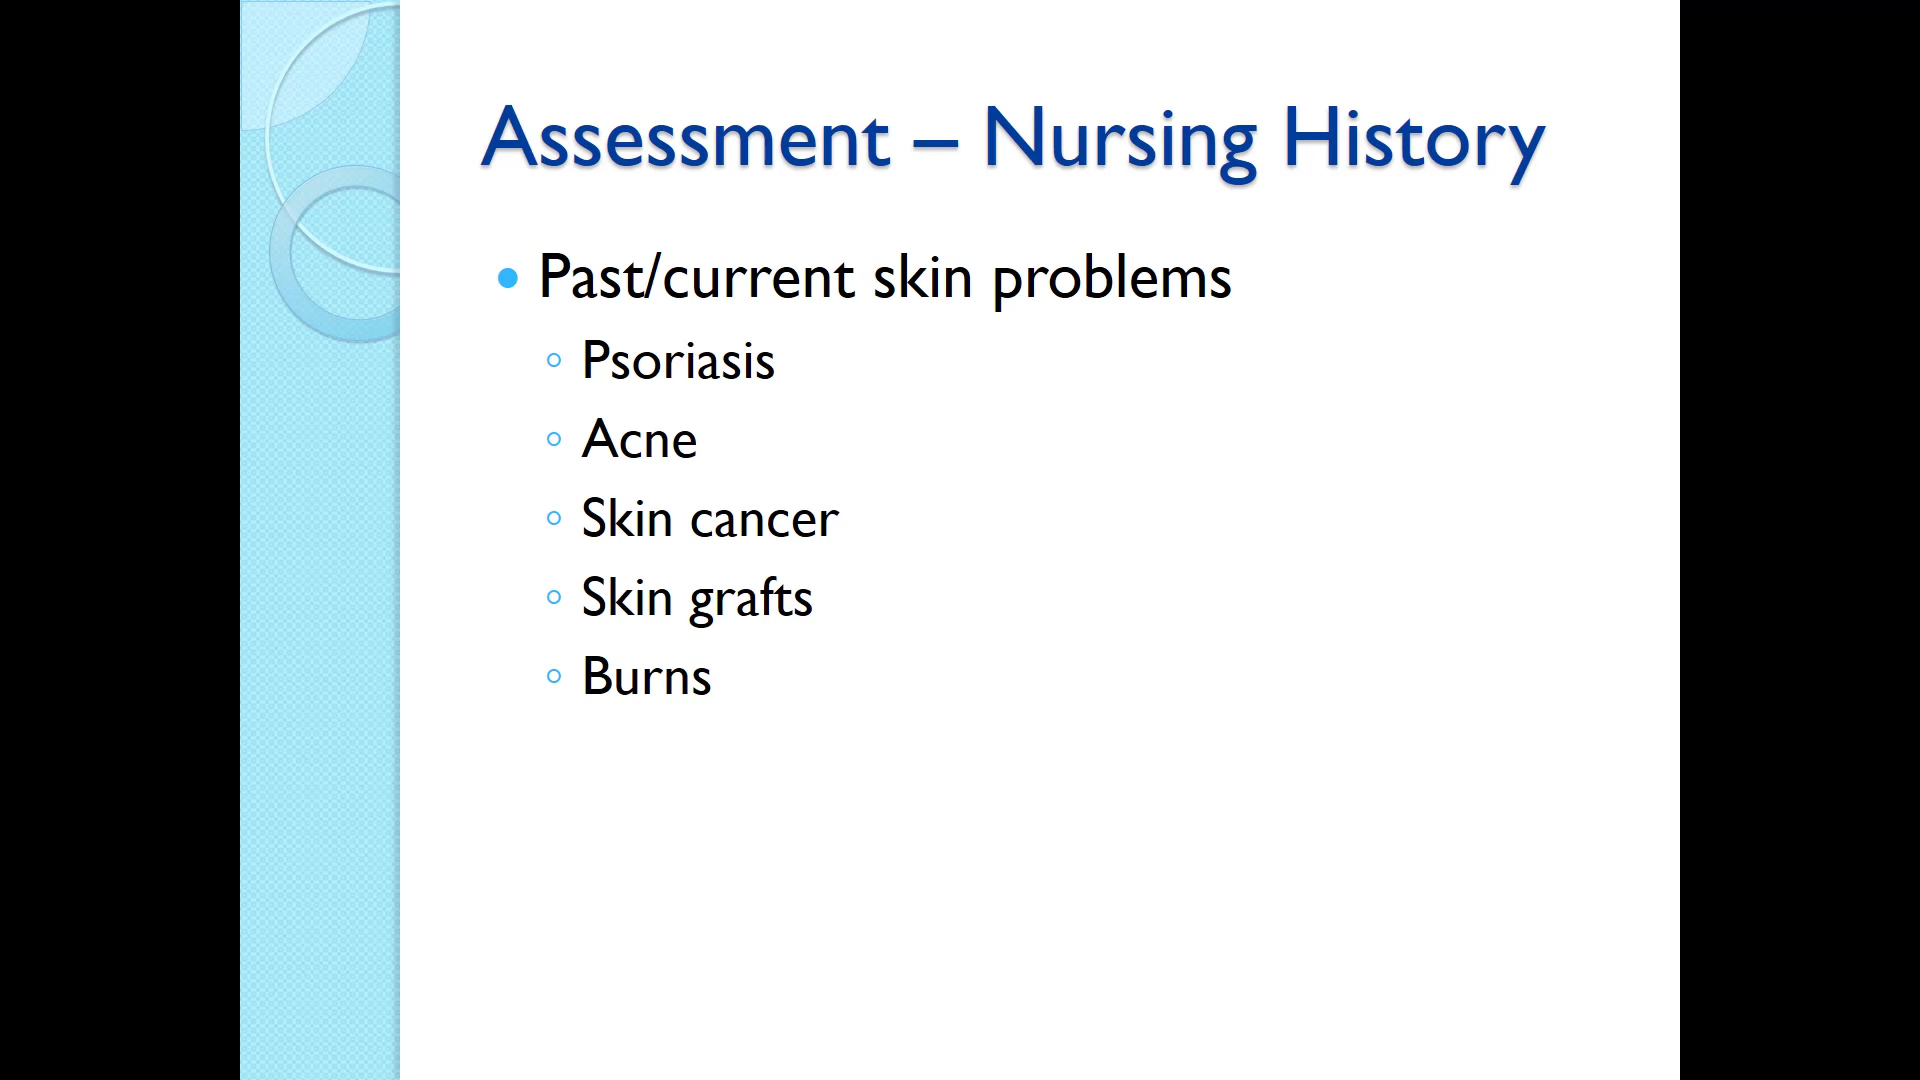 Assessment – Nursing History
• Past/current skin problems
◦ Psoriasis
◦ Acne
◦ Skin cancer
◦ Skin grafts
◦ Burns